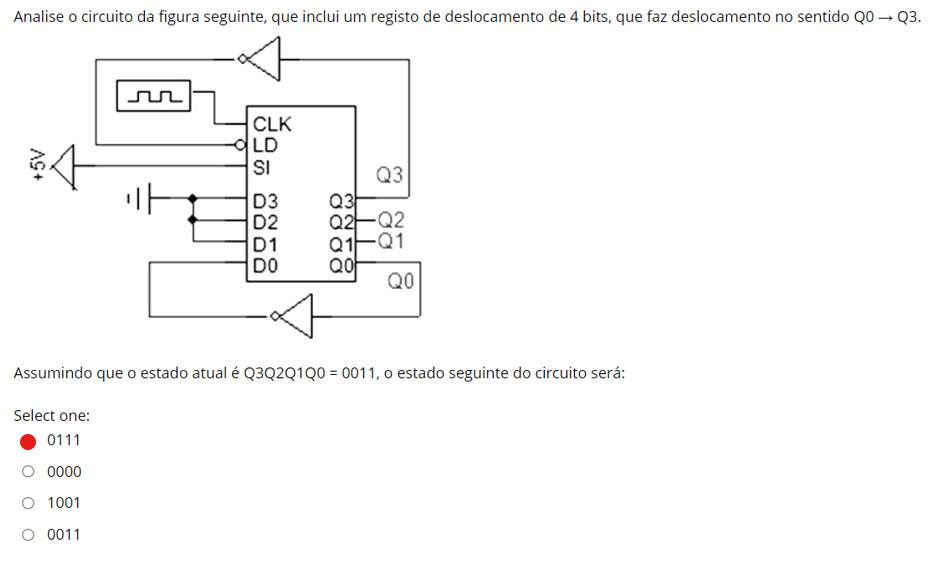 Analise o circuito da figura seguinte, que inclui um registo de deslocamento de 4 bits, que faz deslocamento no sentido Q0 → Q3.
CLK
LD
+5V
SI
Q3
D3 Q3
D2 Q2 Q2
D1 Q1 Q1
D0 Q0
Q0
Assumindo que o estado atual é Q3Q2Q1Q0 = 0011, o estado seguinte do circuito será:
Select one:
0111
0000
1001
0011